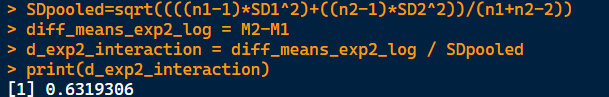 > SDpooled=sqrt((((n1-1)*SD1^2)+((n2-1)*SD2^2))/(n1+n2-2))
> diff_means_exp2_log = M2-M1
> d_exp2_interaction = diff_means_exp2_log / SDpooled
> print(d_exp2_interaction)
[1] 0.6319306